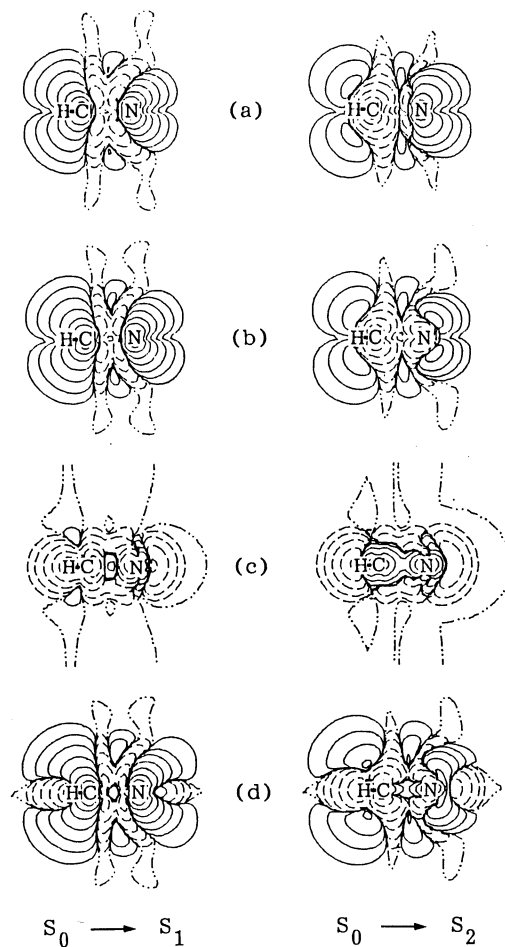 H•C N (a) H•C N
H•C N (b) H•C N
H•C N (c) H•C N
H•C N (d) H•C N
S₀ → S₁ S₀ → S₂